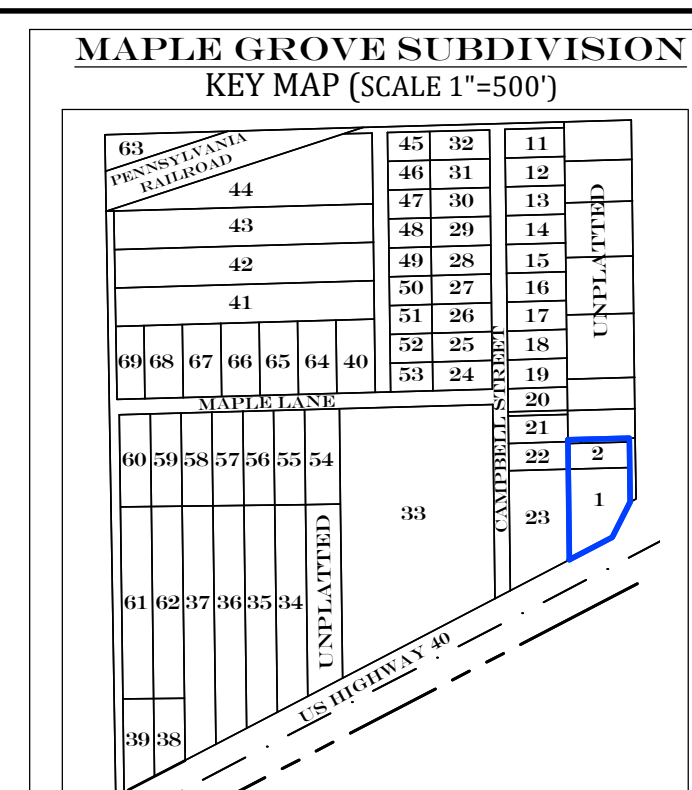 MAPLE GROVE SUBDIVISION
KEY MAP (SCALE 1"=500')
63
PENNSYLVANIA
RAILROAD
44
43
42
41
69 68 67 66 65 64 40
45 32
46 31
47 30
48 29
49 28
50 27
51 26
52 25
53 24
CAMPBELL STREET
11
12
13
14
15
16
17
18
19
20
21
22
23
UNPLATTED
2
1
MAPLE LANE
60 59 58 57 56 55 54
33
61 62 37 36 35 34
UNPLATTED
39 38
US HIGHWAY 40